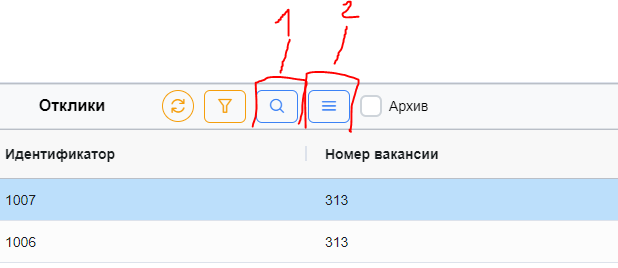 1 2
Отклики Архив
Идентификатор Номер вакансии
1007 313
1006 313